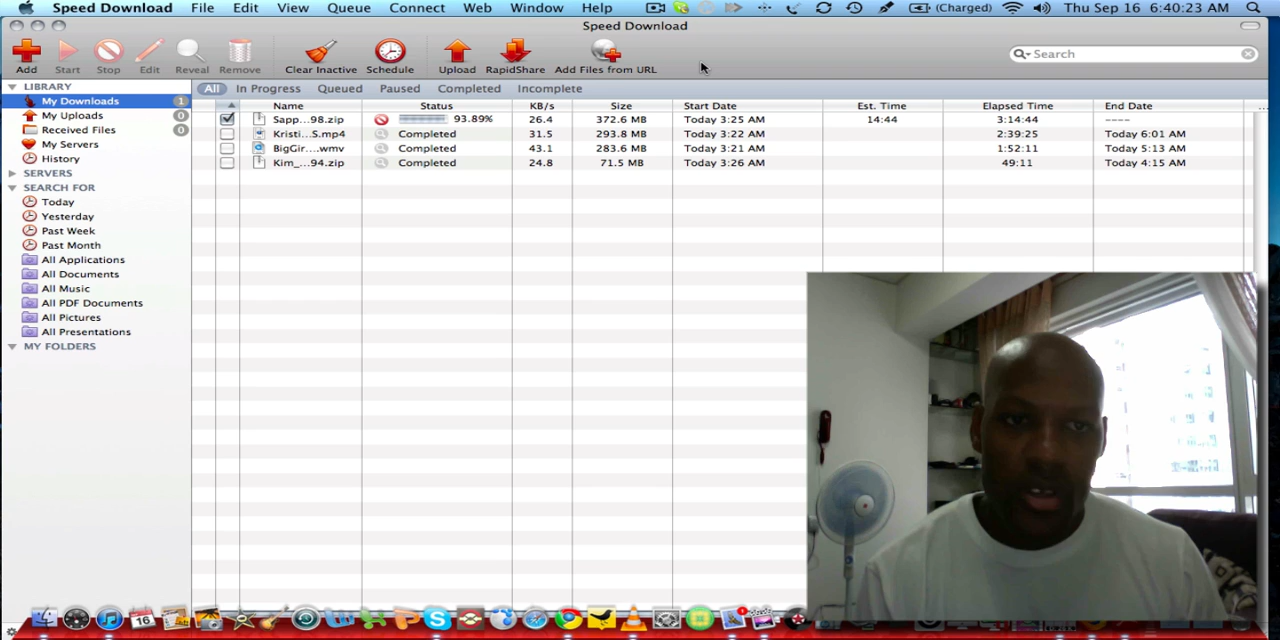 Speed Download File Edit View Queue Connect Web Window Help (Charged) Thu Sep 16 6:40:23 AM
Speed Download
Add Start Stop Edit Reveal Remove Clear Inactive Schedule Upload RapidShare Add Files from URL Search
LIBRARY All In Progress Queued Paused Completed Incomplete
My Downloads 1 Name Status KB/s Size Start Date Est. Time Elapsed Time End Date
My Uploads 0 Sapp...98.zip 93.89% 26.4 372.6 MB Today 3:25 AM 14:44 3:14:44 ----
Received Files 0 Kristi...S.mp4 Completed 31.5 293.8 MB Today 3:22 AM 2:39:25 Today 6:01 AM
My Servers BigGir....wmv Completed 43.1 283.6 MB Today 3:21 AM 1:52:11 Today 5:13 AM
History Kim_...94.zip Completed 24.8 71.5 MB Today 3:26 AM 49:11 Today 4:15 AM
SERVERS
SEARCH FOR
Today
Yesterday
Past Week
Past Month
All Applications
All Documents
All Music
All PDF Documents
All Pictures
All Presentations
MY FOLDERS
16